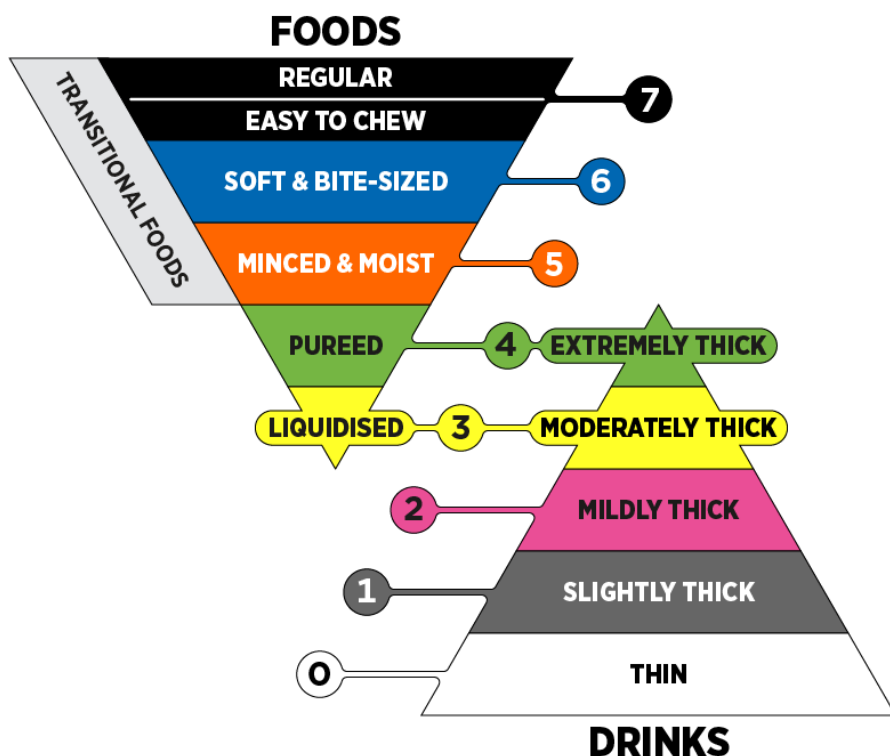 FOODS
REGULAR
7
EASY TO CHEW
TRANSITIONAL FOODS
SOFT & BITE-SIZED
6
MINCED & MOIST
5
PUREED
4
EXTREMELY THICK
LIQUIDISED
3
MODERATELY THICK
2
MILDLY THICK
1
SLIGHTLY THICK
0
THIN
DRINKS